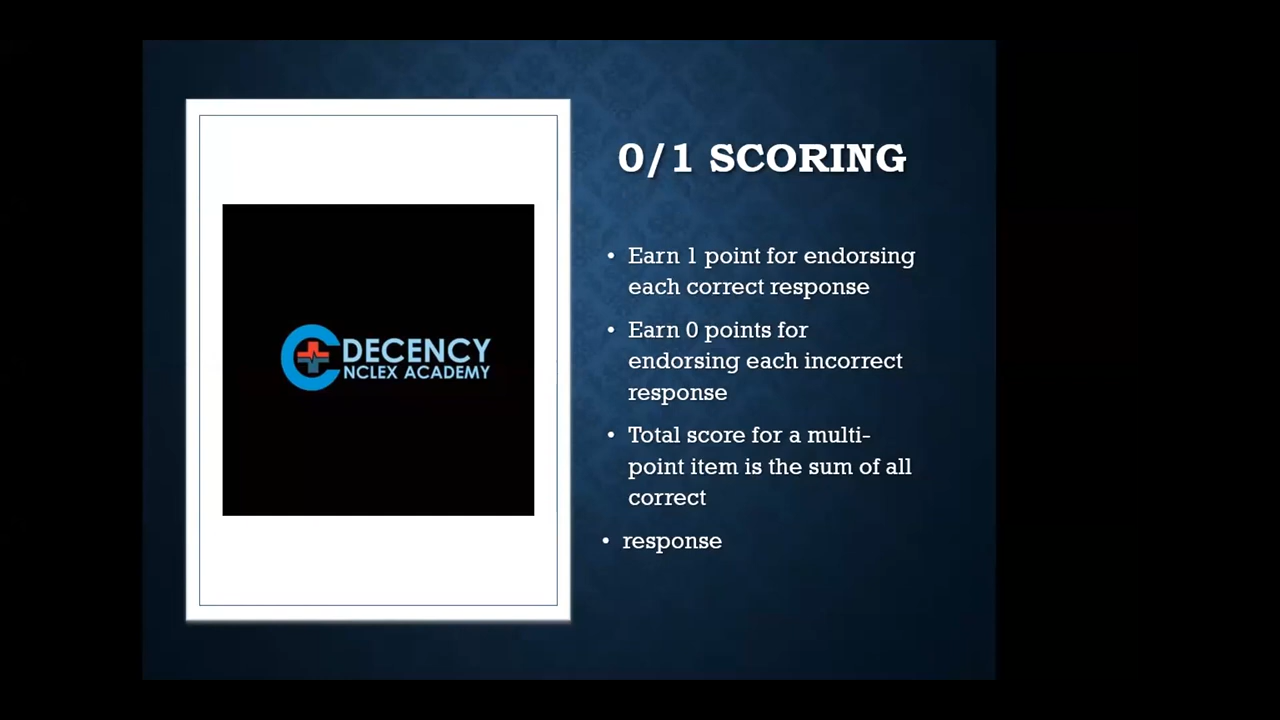 DECENCY
NCLEX ACADEMY
0/1 SCORING
• Earn 1 point for endorsing
each correct response
• Earn 0 points for
endorsing each incorrect
response
• Total score for a multi-
point item is the sum of all
correct
• response